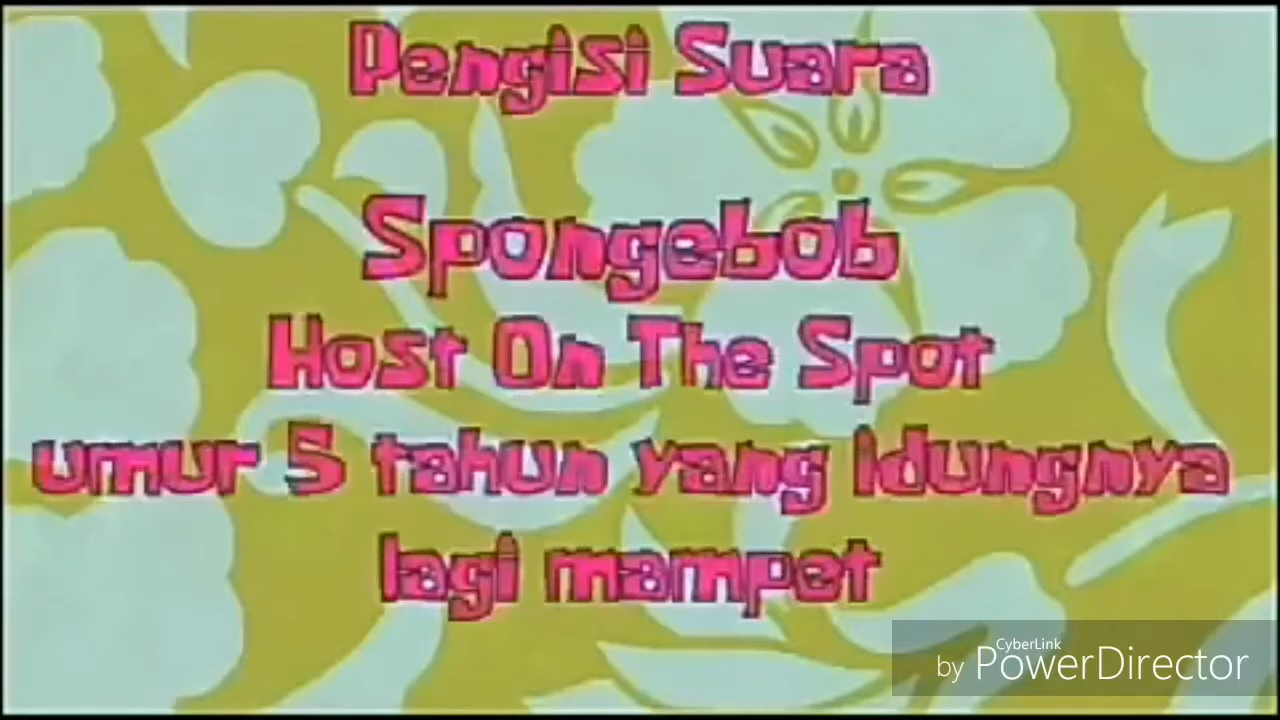 Pengisi Suara
Spongebob
Host On The Spot
umur 5 tahun yang idungnya
lagi mampet
CyberLink
by PowerDirector